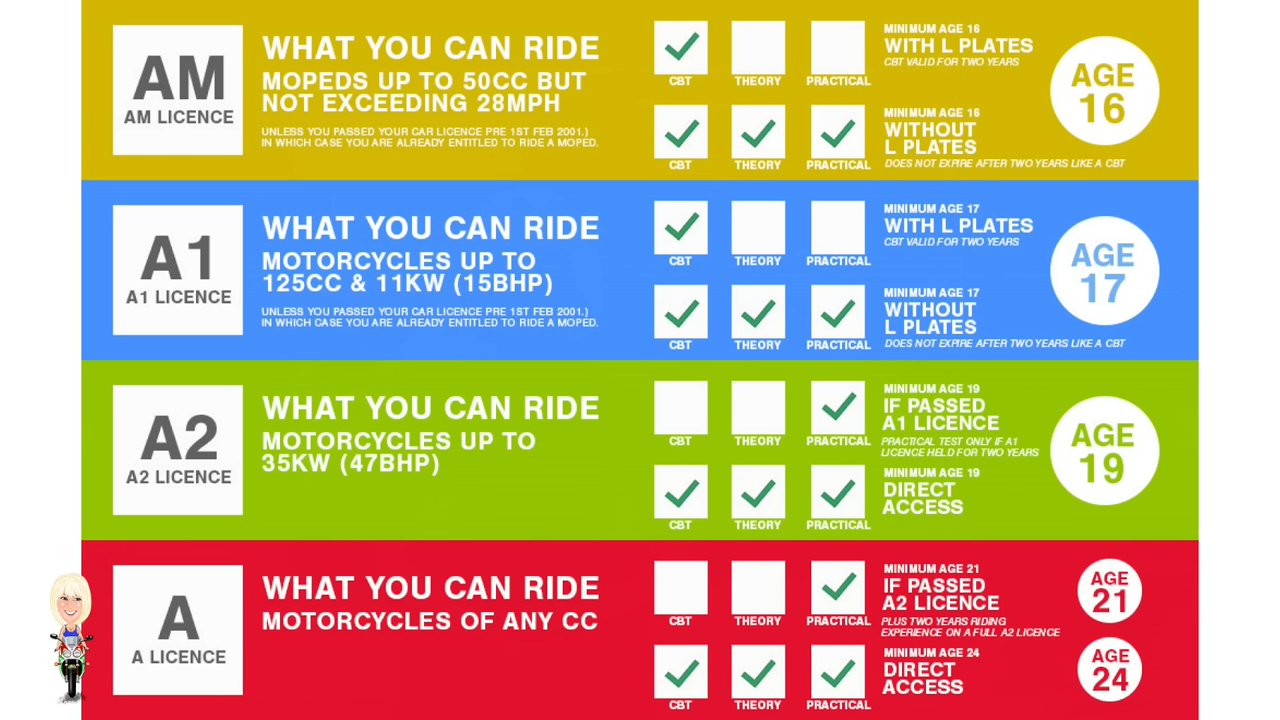 AM
AM LICENCE
WHAT YOU CAN RIDE
MOPEDS UP TO 50CC BUT
NOT EXCEEDING 28MPH
UNLESS YOU PASSED YOUR CAR LICENCE PRE 1ST FEB 2001.)
IN WHICH CASE YOU ARE ALREADY ENTITLED TO RIDE A MOPED.
CBT THEORY PRACTICAL
MINIMUM AGE 16
WITH L PLATES
CBT VALID FOR TWO YEARS
CBT THEORY PRACTICAL
MINIMUM AGE 16
WITHOUT
L PLATES
DOES NOT EXPIRE AFTER TWO YEARS LIKE A CBT
AGE
16
A1
A1 LICENCE
WHAT YOU CAN RIDE
MOTORCYCLES UP TO
125CC & 11KW (15BHP)
UNLESS YOU PASSED YOUR CAR LICENCE PRE 1ST FEB 2001.)
IN WHICH CASE YOU ARE ALREADY ENTITLED TO RIDE A MOPED.
CBT THEORY PRACTICAL
MINIMUM AGE 17
WITH L PLATES
CBT VALID FOR TWO YEARS
CBT THEORY PRACTICAL
MINIMUM AGE 17
WITHOUT
L PLATES
DOES NOT EXPIRE AFTER TWO YEARS LIKE A CBT
AGE
17
A2
A2 LICENCE
WHAT YOU CAN RIDE
MOTORCYCLES UP TO
35KW (47BHP)
CBT THEORY PRACTICAL
MINIMUM AGE 19
IF PASSED
A1 LICENCE
PRACTICAL TEST ONLY IF A1
LICENCE HELD FOR TWO YEARS
CBT THEORY PRACTICAL
MINIMUM AGE 19
DIRECT
ACCESS
AGE
19
A
A LICENCE
WHAT YOU CAN RIDE
MOTORCYCLES OF ANY CC
CBT THEORY PRACTICAL
MINIMUM AGE 21
IF PASSED
A2 LICENCE
PLUS TWO YEARS RIDING
EXPERIENCE ON A FULL A2 LICENCE
AGE
21
CBT THEORY PRACTICAL
MINIMUM AGE 24
DIRECT
ACCESS
AGE
24